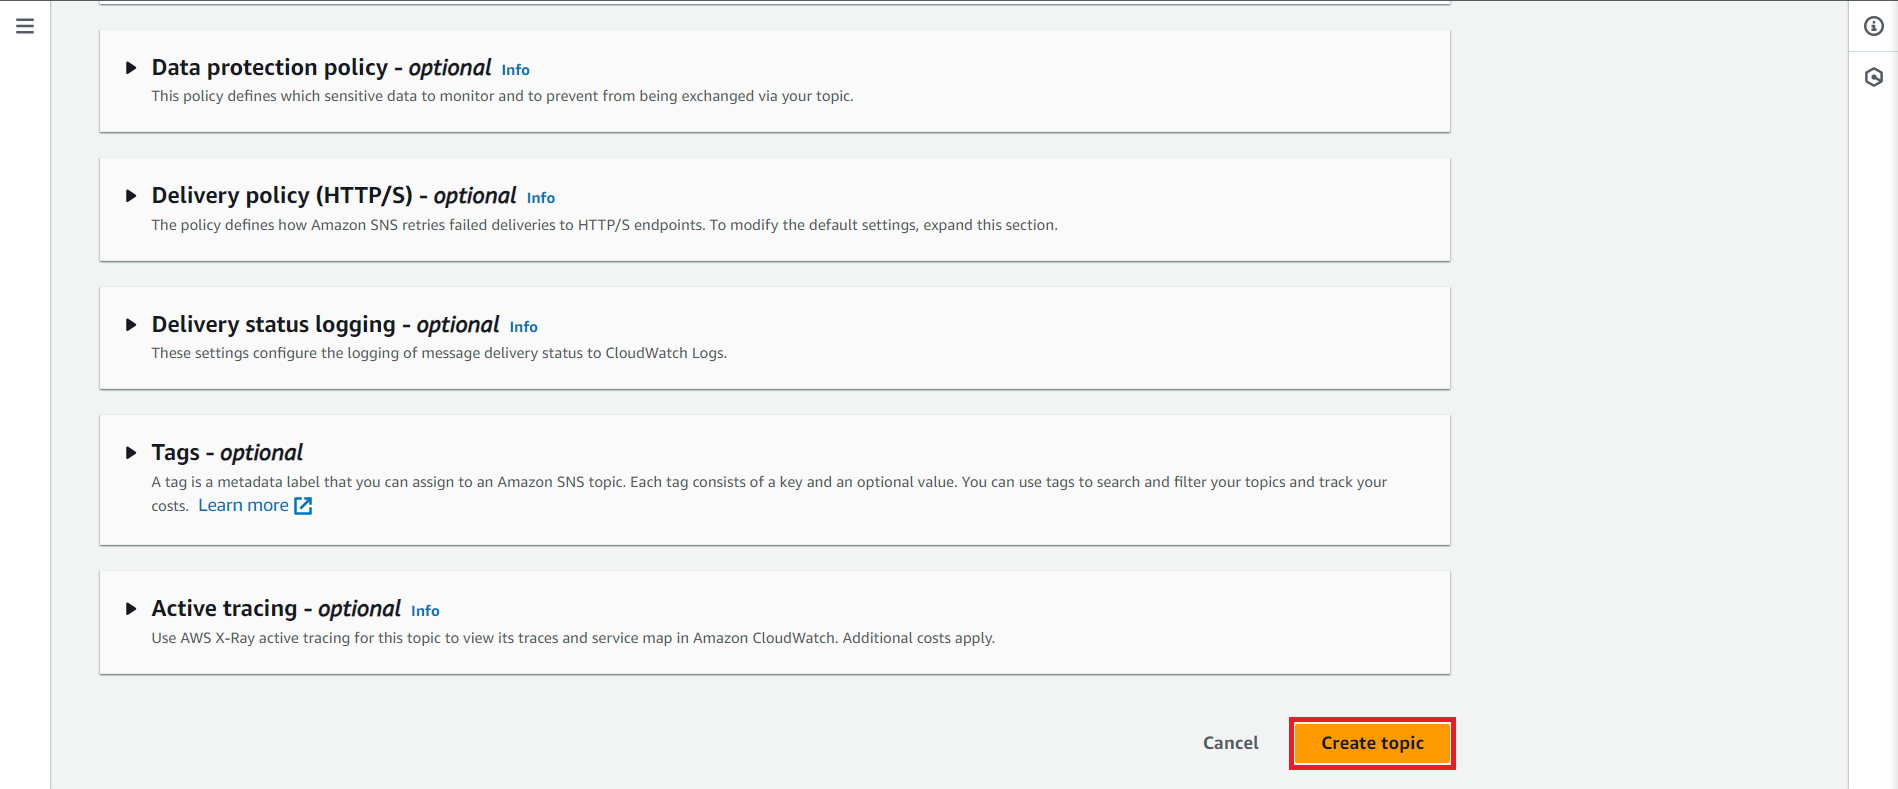 Data protection policy - optional Info
This policy defines which sensitive data to monitor and to prevent from being exchanged via your topic.
Delivery policy (HTTP/S) - optional Info
The policy defines how Amazon SNS retries failed deliveries to HTTP/S endpoints. To modify the default settings, expand this section.
Delivery status logging - optional Info
These settings configure the logging of message delivery status to CloudWatch Logs.
Tags - optional
A tag is a metadata label that you can assign to an Amazon SNS topic. Each tag consists of a key and an optional value. You can use tags to search and filter your topics and track your
costs. Learn more
Active tracing - optional Info
Use AWS X-Ray active tracing for this topic to view its traces and service map in Amazon CloudWatch. Additional costs apply.
Cancel Create topic